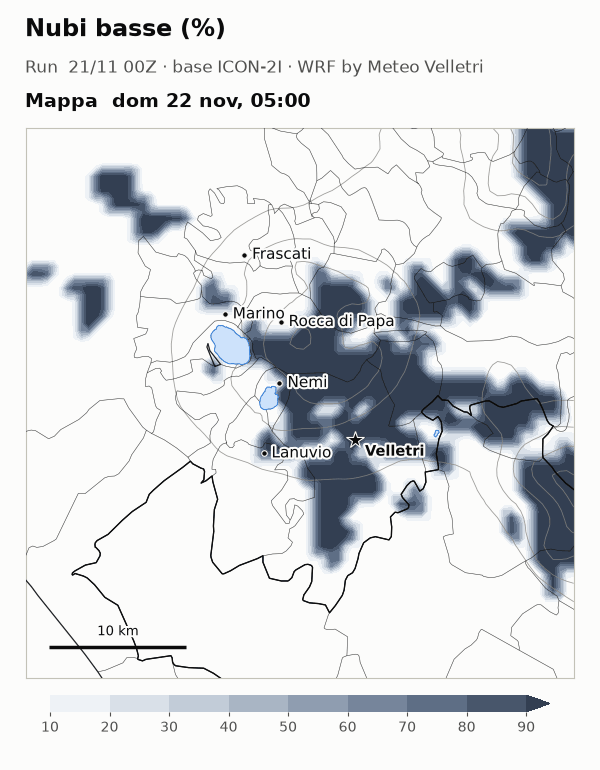 Nubi basse (%)
Run  21/11 00Z · base ICON-2I · WRF by Meteo Velletri
Mappa  dom 22 nov, 05:00
Frascati
Marino
Rocca di Papa
Nemi
Velletri
Lanuvio
10 km
10 20 30 40 50 60 70 80 90